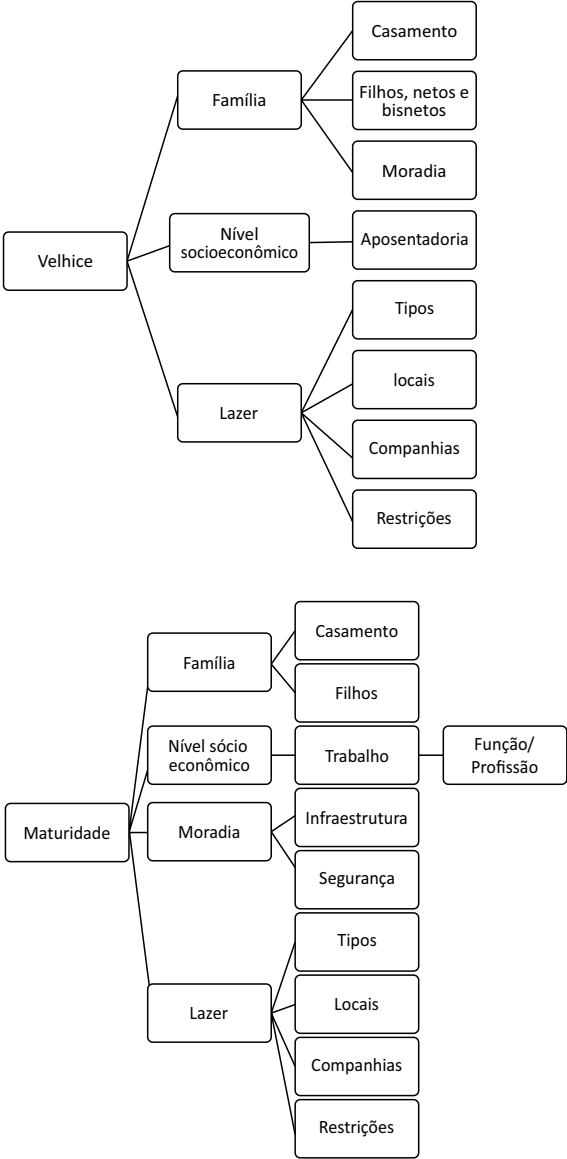 Casamento
Família
Filhos, netos e
bisnetos
Moradia
Velhice
Nível
socioeconômico
Aposentadoria
Tipos
locais
Lazer
Companhias
Restrições
Casamento
Família
Filhos
Nível sócio
econômico
Trabalho
Função/
Profissão
Maturidade
Moradia
Infraestrutura
Segurança
Tipos
Lazer
Locais
Companhias
Restrições